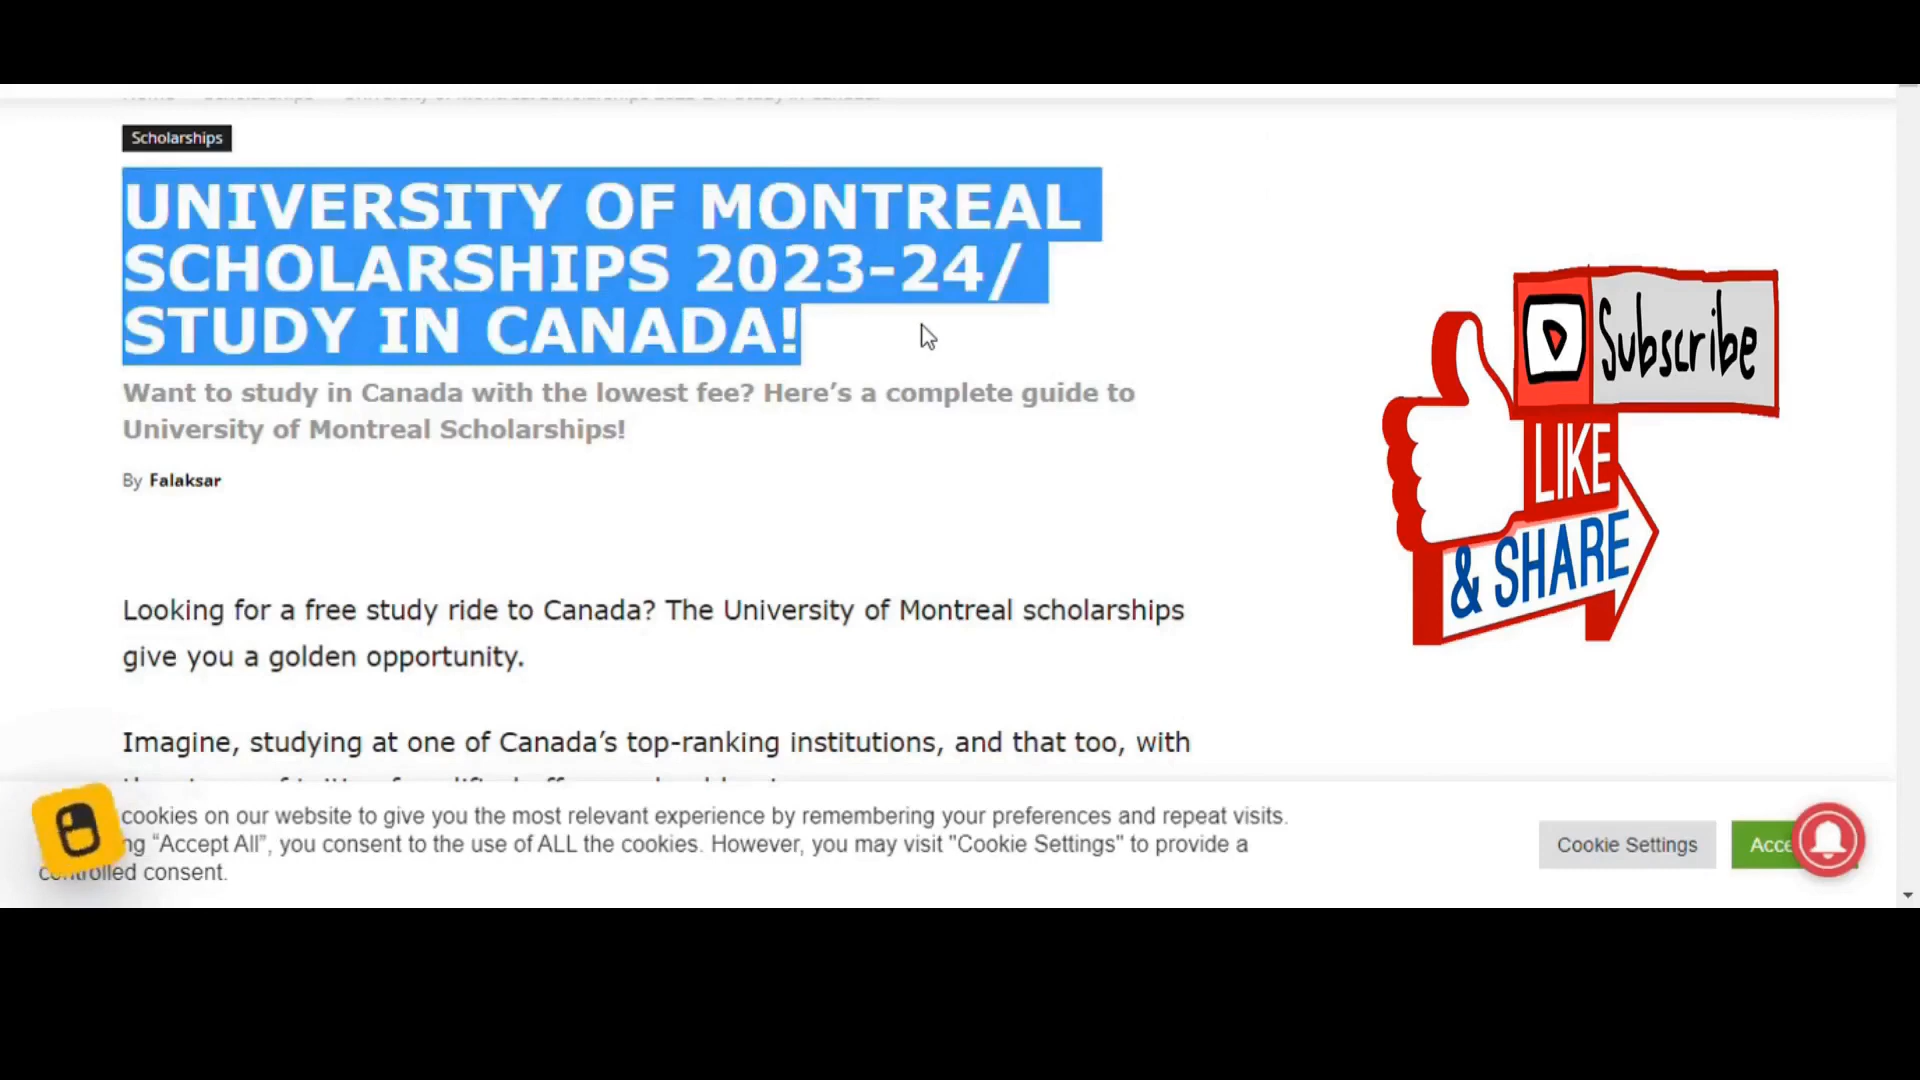 Scholarships
UNIVERSITY OF MONTREAL
SCHOLARSHIPS 2023-24/
STUDY IN CANADA!
Want to study in Canada with the lowest fee? Here’s a complete guide to
University of Montreal Scholarships!
By Falaksar
Looking for a free study ride to Canada? The University of Montreal scholarships
give you a golden opportunity.
Imagine, studying at one of Canada’s top-ranking institutions, and that too, with
cookies on our website to give you the most relevant experience by remembering your preferences and repeat visits.
“Accept All”, you consent to the use of ALL the cookies. However, you may visit "Cookie Settings" to provide a
consent.
Cookie Settings
Subscribe
LIKE
& SHARE